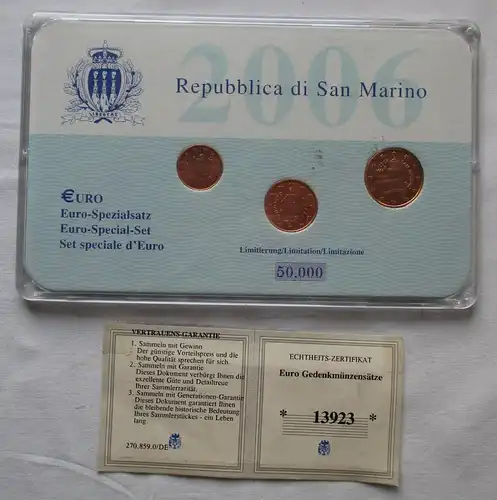 2006
Repubblica di San Marino
LIBERTAS
€URO
Euro-Spezialsatz
Euro-Special-Set
Set speciale d'Euro
Limitierung/Limitation/Limitazione
50,000
VERTRAUENS-GARANTIE
1. Sammeln mit Gewinn
Der günstige Vorteilspreis und die
hohe Qualität sprechen für sich.
2. Sammeln mit Garantie
Dieses Dokument verbürgt Ihnen die
exzellente Güte und Detailtreue
Ihrer Sammlerrarität.
3. Sammeln mit Generationen-Garantie
Dieses Dokument garantiert Ihnen
die bleibende historische Bedeutung
Ihres Sammlerstückes - ein Leben
lang.
270.859.0/DE
ECHTHEITS-ZERTIFIKAT
Euro Gedenkmünzensätze
* 13923 *